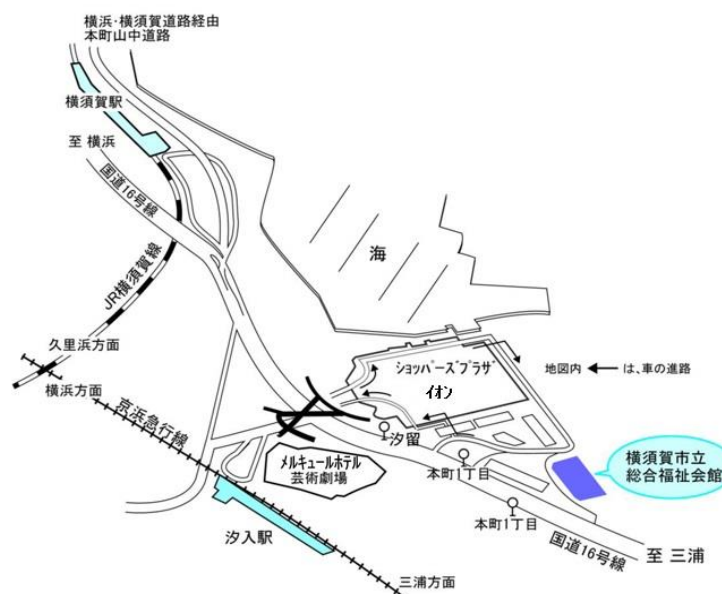 横浜・横須賀道路経由
本町山中道路
横須賀駅
至 横浜
国道16号線
JR横須賀線
海
久里浜方面
横浜方面
京浜急行線
ショッパーズプラザ
イオン
地図内 ← は、車の進路
汐留
メルキュールホテル
芸術劇場
本町1丁目
横須賀市立
総合福祉会館
本町1丁目
汐入駅
国道16号線
至 三浦
三浦方面